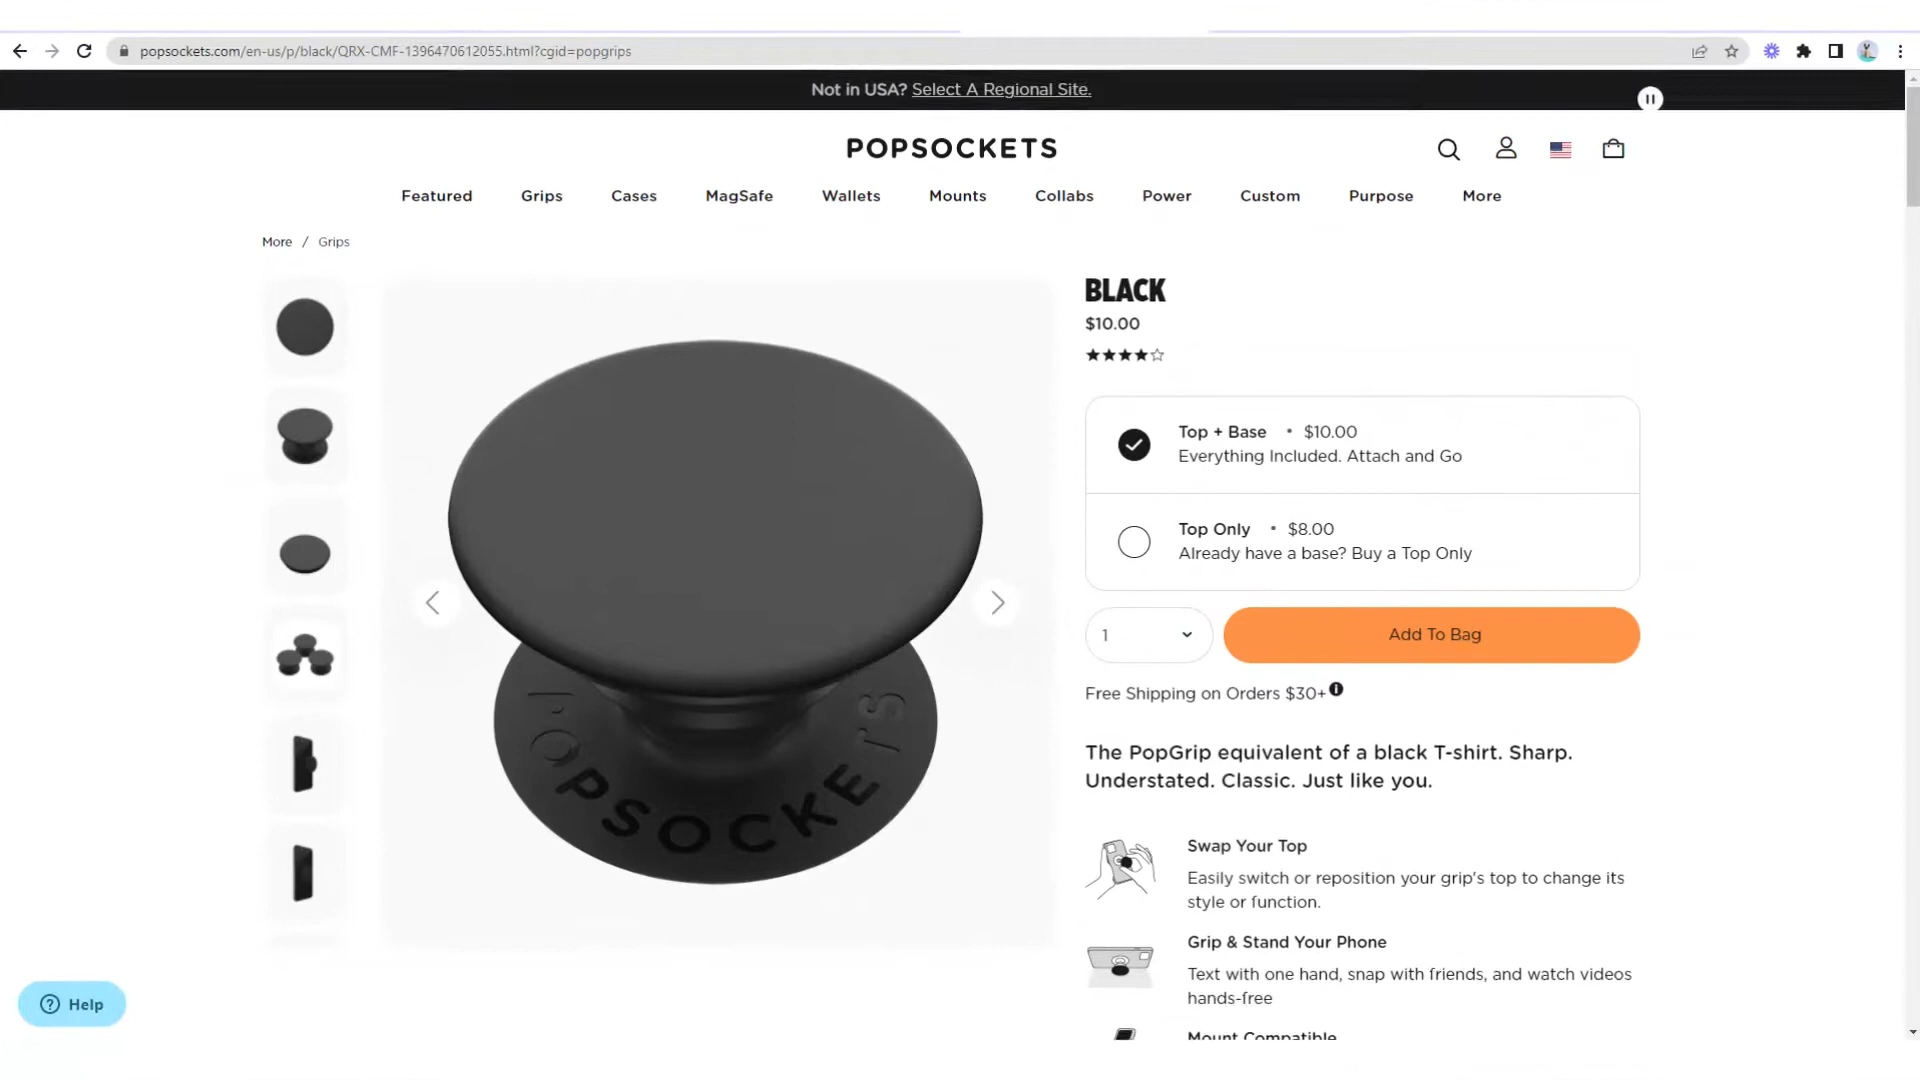 popsockets.com/en-us/p/black/QRX-CMF-1396470612055.html?cgid=popgrips
Not in USA? Select A Regional Site.
POPSOCKETS
Featured Grips Cases MagSafe Wallets Mounts Collabs Power Custom Purpose More
More / Grips
BLACK
$10.00
Top + Base • $10.00
Everything Included. Attach and Go
Top Only • $8.00
Already have a base? Buy a Top Only
1
Add To Bag
Free Shipping on Orders $30+
The PopGrip equivalent of a black T-shirt. Sharp.
Understated. Classic. Just like you.
Swap Your Top
Easily switch or reposition your grip's top to change its
style or function.
Grip & Stand Your Phone
Text with one hand, snap with friends, and watch videos
hands-free
Mount Compatible
POPSOCKETS
Help